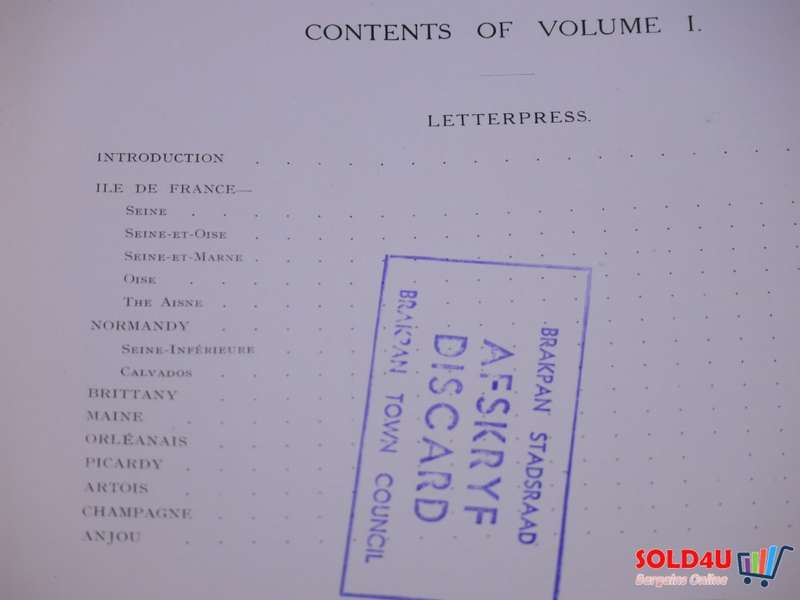 CONTENTS OF VOLUME I.
LETTERPRESS.
INTRODUCTION
ILE DE FRANCE—
SEINE
SEINE-ET-OISE
SEINE-ET-MARNE
OISE
THE AISNE
NORMANDY
SEINE-INFÉRIEURE
CALVADOS
BRITTANY
MAINE
ORLÉANAIS
PICARDY
ARTOIS
CHAMPAGNE
ANJOU
BRAKPAN STADSRAAD
AFSKRYF
DISCARD
BRAKPAN TOWN COUNCIL
SOLD4U
Bargains Online